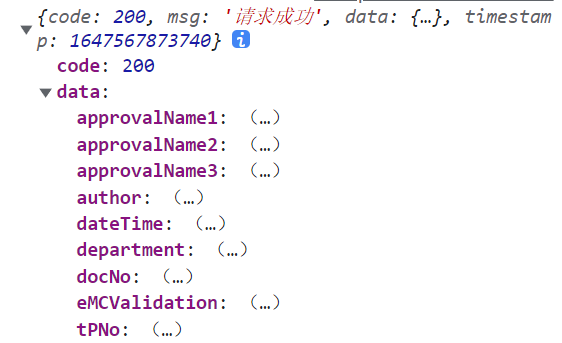 {code: 200, msg: '请求成功', data: {…}, timestam
p: 1647567873740} i
code: 200
data:
approvalName1: （…）
approvalName2: （…）
approvalName3: （…）
author: （…）
dateTime: （…）
department: （…）
docNo: （…）
eMCValidation: （…）
tPNo: （…）